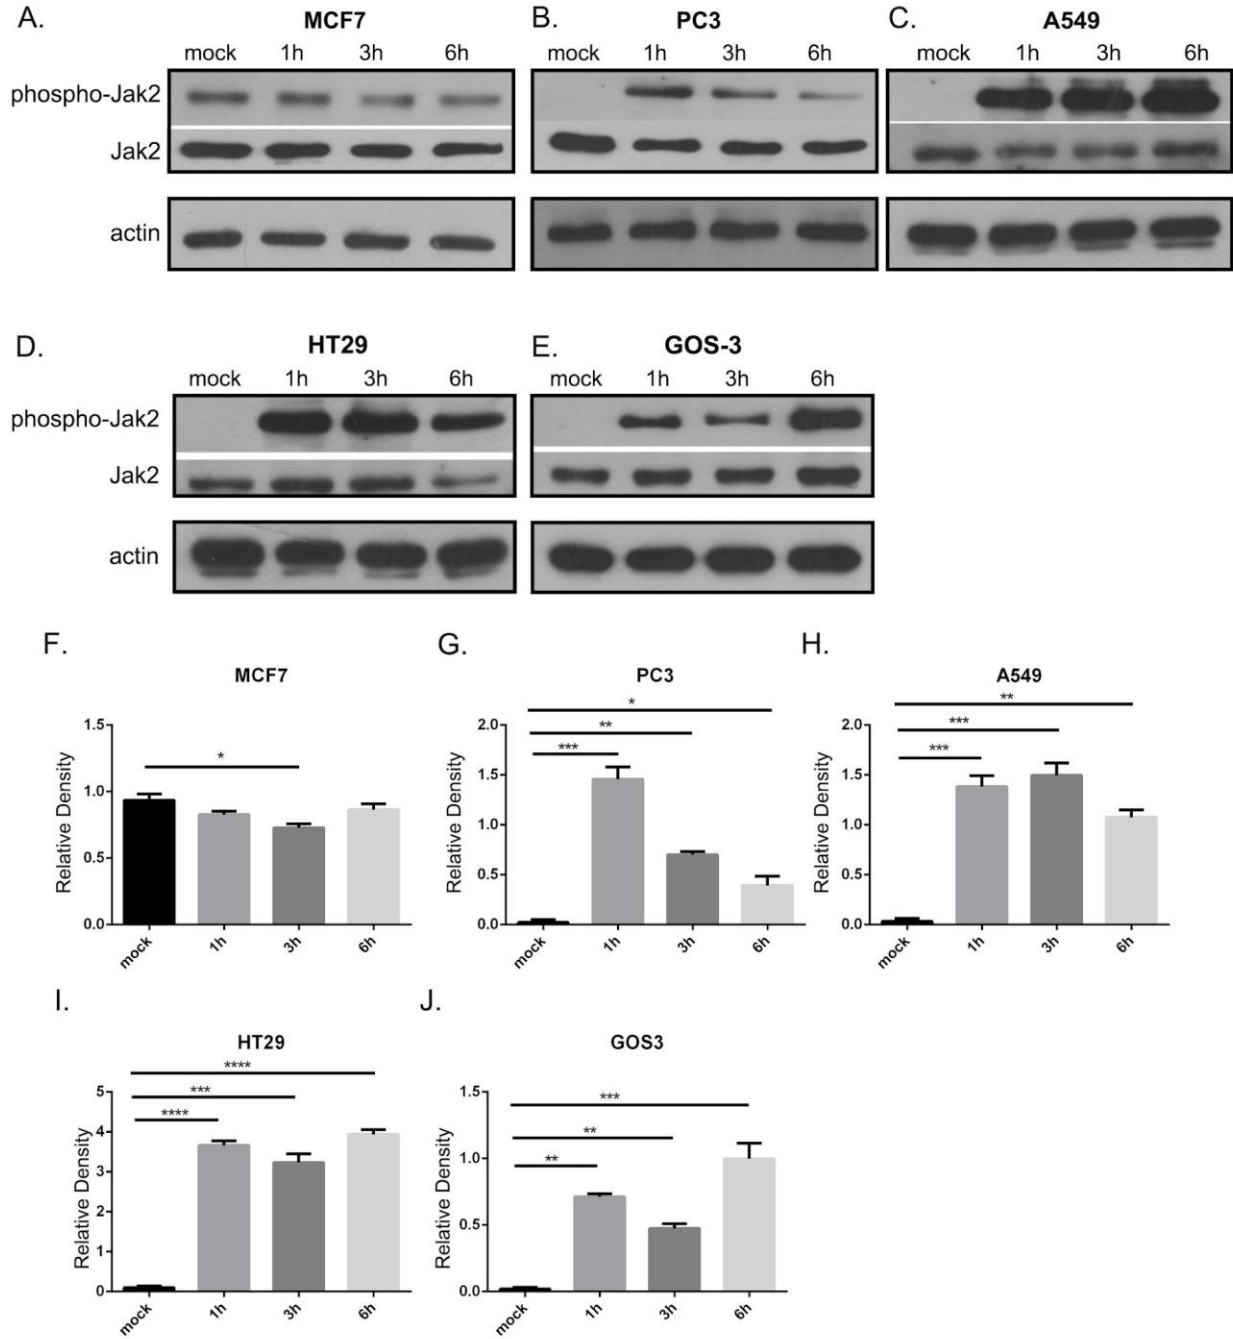 A. MCF7 B. PC3 C. A549
mock 1h 3h 6h mock 1h 3h 6h mock 1h 3h 6h
phospho-Jak2
Jak2
actin
D. HT29 E. GOS-3
mock 1h 3h 6h mock 1h 3h 6h
phospho-Jak2
Jak2
actin
F. G. H.
MCF7
Relative Density
1.5
1.0
0.5
0.0
*
mock 1h 3h 6h
PC3
Relative Density
2.0
1.5
1.0
0.5
0.0
*
**
***
mock 1h 3h 6h
A549
Relative Density
2.0
1.5
1.0
0.5
0.0
**
***
***
mock 1h 3h 6h
I. J.
HT29
Relative Density
5
4
3
2
1
0
****
***
****
mock 1h 3h 6h
GOS3
Relative Density
1.5
1.0
0.5
0.0
***
**
**
mock 1h 3h 6h